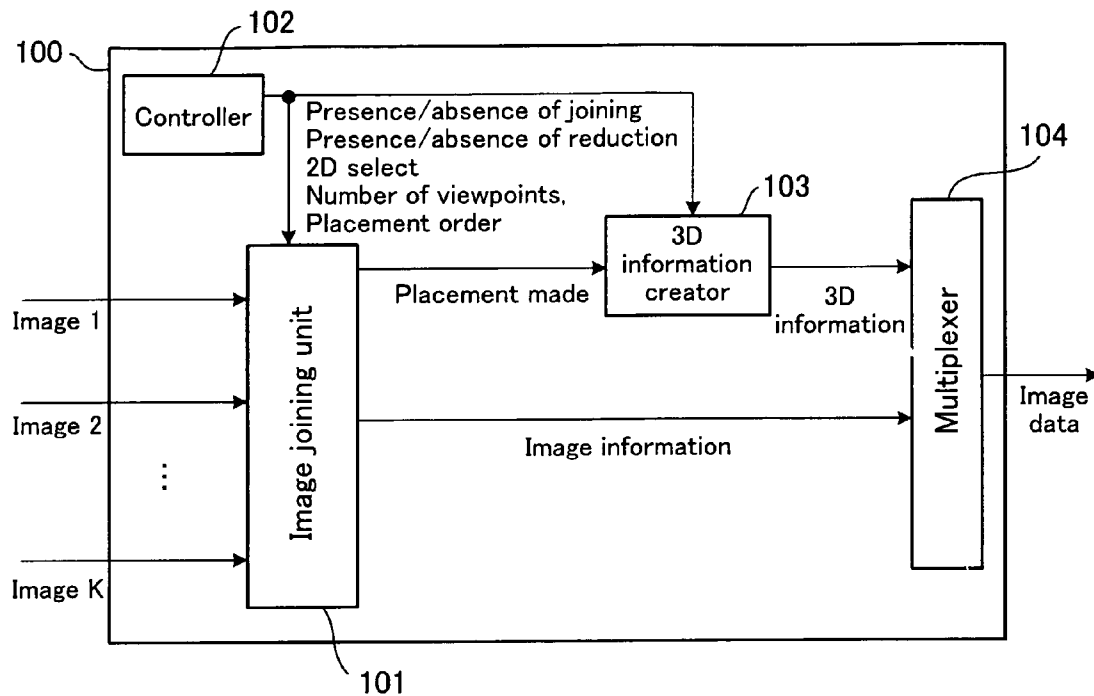 102
100
Controller
Presence/absence of joining
Presence/absence of reduction
2D select
Number of viewpoints,
Placement order
104
103
3D
information
creator
Placement made
3D
information
Image 1
Image 2
⋮
Image K
Image joining unit
Image information
Multiplexer
Image
data
101